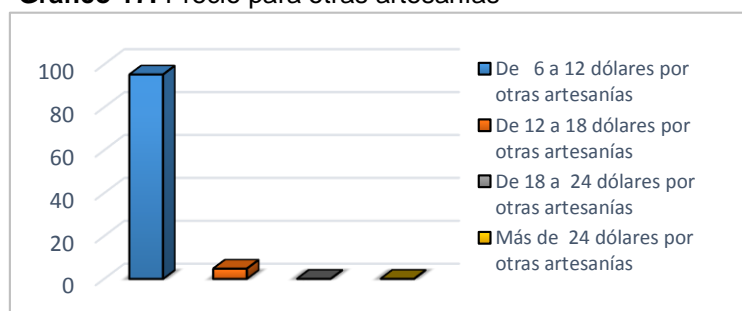 Gráfico 17. Precio para otras artesanías
100
80
60
40
20
0
De 6 a 12 dólares por
otras artesanías
De 12 a 18 dólares por
otras artesanías
De 18 a 24 dólares por
otras artesanías
Más de 24 dólares por
otras artesanías